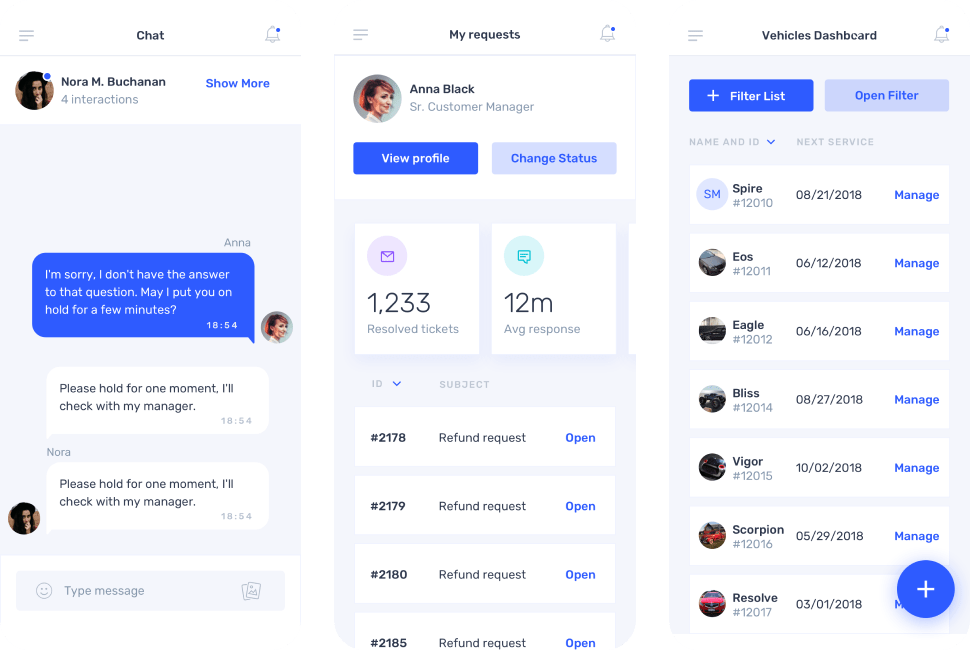 Chat
Nora M. Buchanan
4 interactions
Show More
Anna
I'm sorry, I don't have the answer
to that question. May I put you on
hold for a few minutes?
18:54
Please hold for one moment, I'll
check with my manager.
18:54
Nora
Please hold for one moment, I'll
check with my manager.
18:54
Type message
My requests
Anna Black
Sr. Customer Manager
View profile
Change Status
1,233
Resolved tickets
12m
Avg response
ID
SUBJECT
#2178
Refund request
Open
#2179
Refund request
Open
#2180
Refund request
Open
#2185
Refund request
Open
Vehicles Dashboard
+ Filter List
Open Filter
NAME AND ID
NEXT SERVICE
SM
Spire
#12010
08/21/2018
Manage
Eos
#12011
06/12/2018
Manage
Eagle
#12012
06/16/2018
Manage
Bliss
#12014
08/27/2018
Manage
Vigor
#12015
10/02/2018
Manage
Scorpion
#12016
05/29/2018
Manage
Resolve
#12017
03/01/2018
+